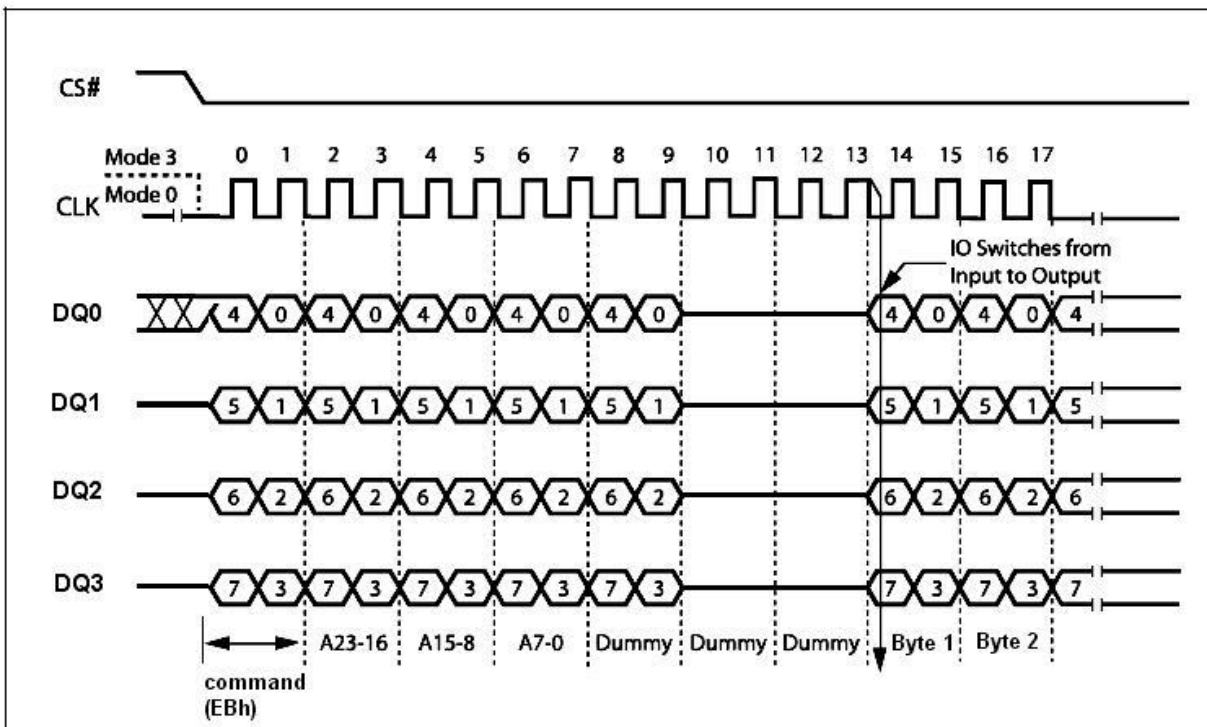 CS#
Mode 3
0 1 2 3 4 5 6 7 8 9 10 11 12 13 14 15 16 17
Mode 0
CLK
IO Switches from
Input to Output
DQ0
4 0 4 0 4 0 4 0 4 0 4 0 4 0 4
DQ1
5 1 5 1 5 1 5 1 5 1 5 1 5 1 5
DQ2
6 2 6 2 6 2 6 2 6 2 6 2 6 2 6
DQ3
7 3 7 3 7 3 7 3 7 3 7 3 7 3 7
A23-16 A15-8 A7-0 Dummy Dummy Dummy Byte 1 Byte 2
command
(EBh)